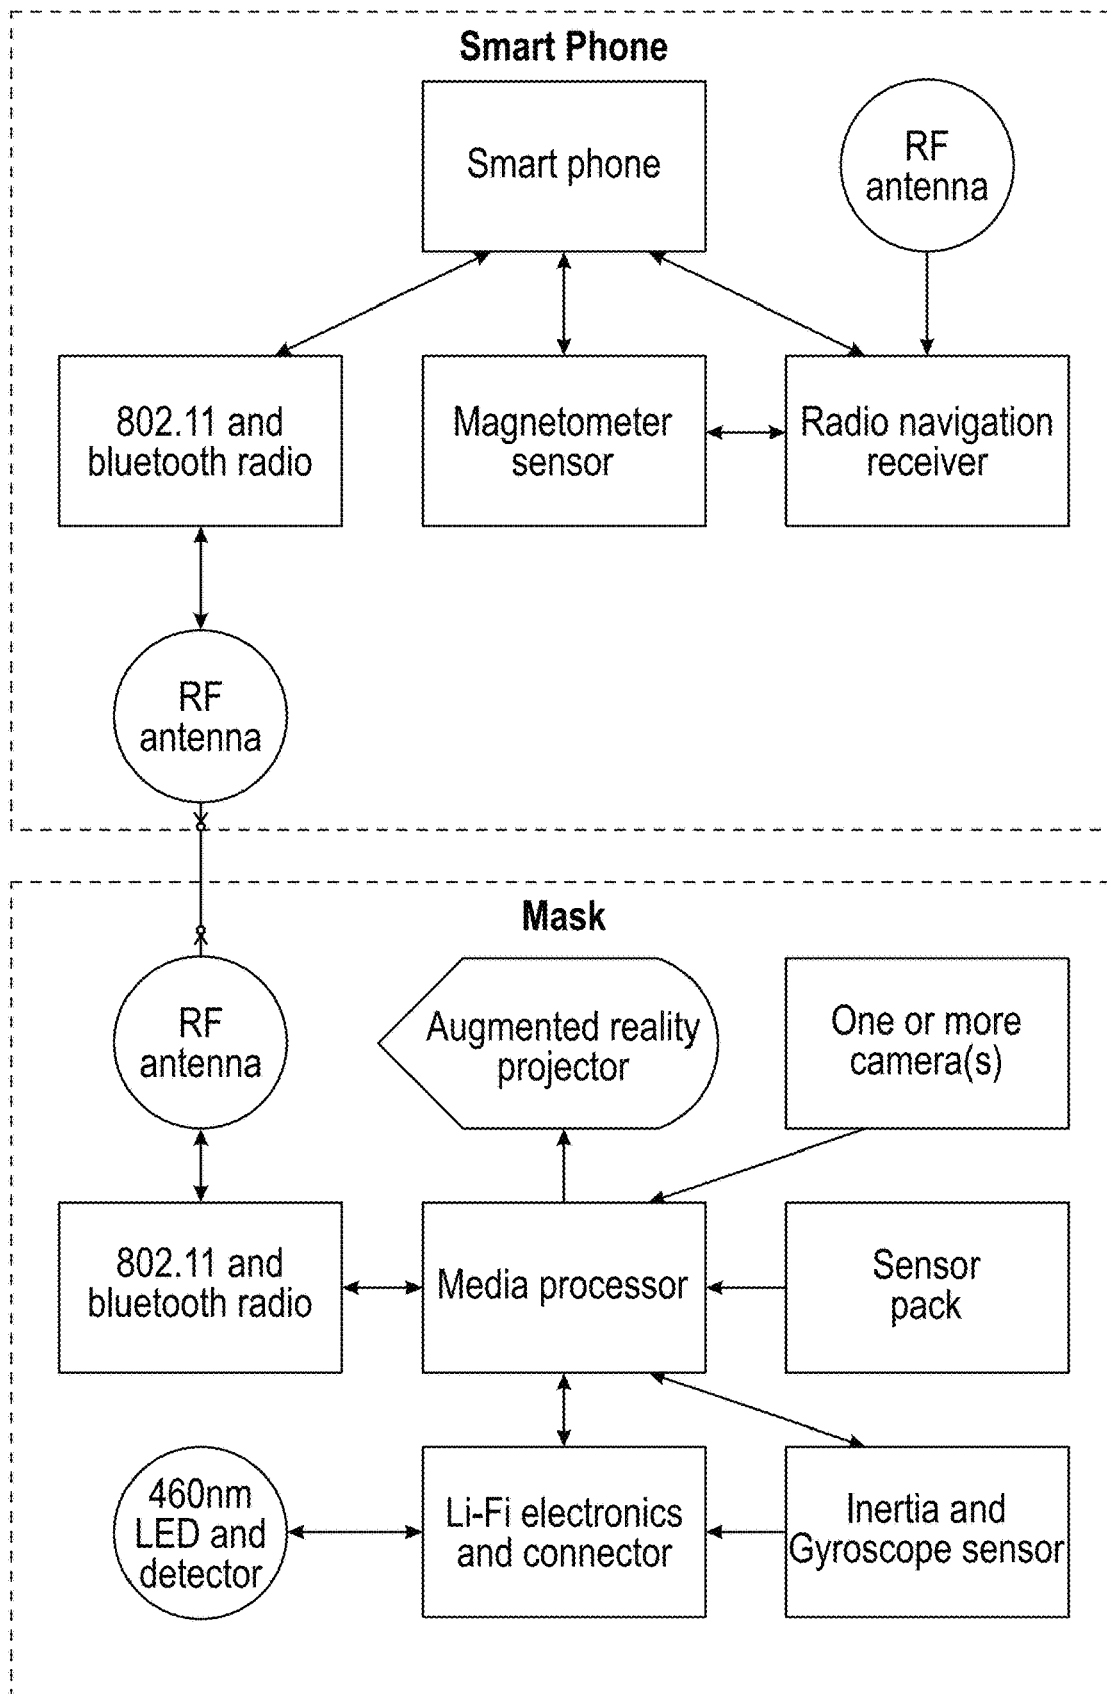 Smart Phone
Smart phone
RF
antenna
802.11 and
bluetooth radio
Magnetometer
sensor
Radio navigation
receiver
RF
antenna
Mask
RF
antenna
Augmented reality
projector
One or more
camera(s)
802.11 and
bluetooth radio
Media processor
Sensor
pack
460nm
LED and
detector
Li-Fi electronics
and connector
Inertia and
Gyroscope sensor